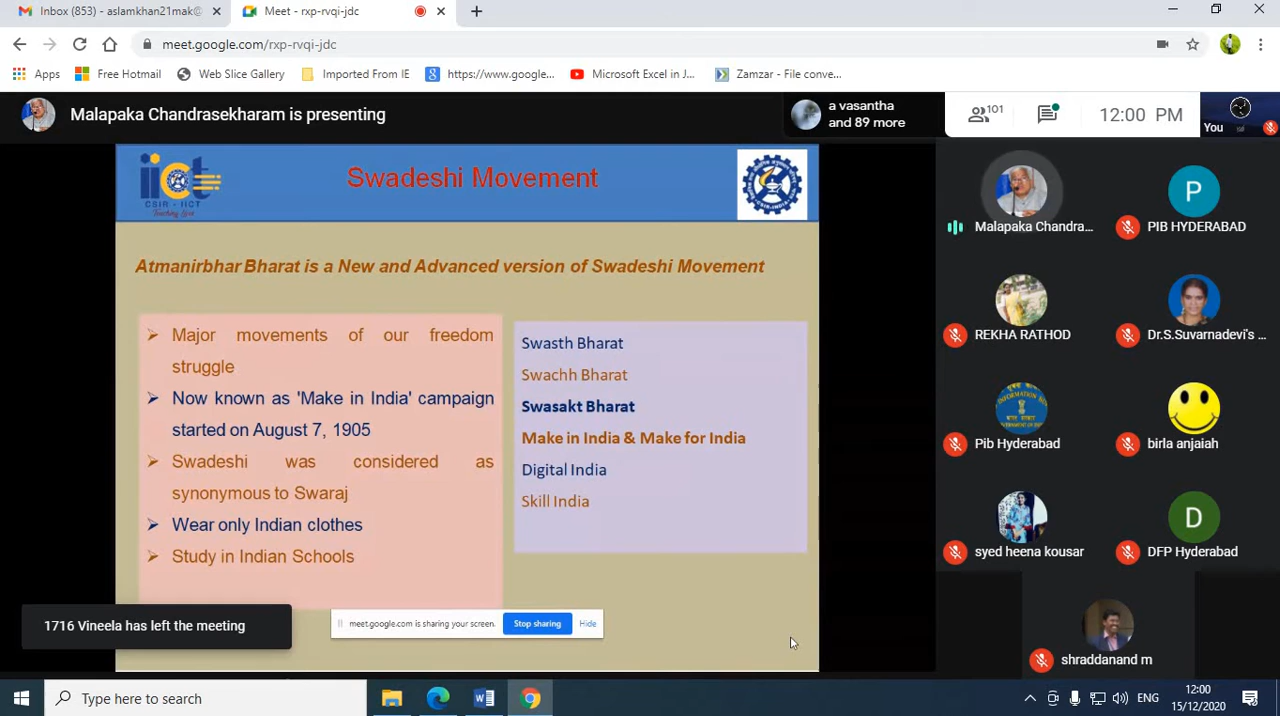 Inbox (853) - aslamkhan21mak@
Meet - rxp-rvqi-jdc
meet.google.com/rxp-rvqi-jdc
Apps
Free Hotmail
Web Slice Gallery
Imported From IE
https://www.google...
Microsoft Excel in J...
Zamzar - File conve...
Malapaka Chandrasekharam is presenting
a vasantha
and 89 more
101
12:00 PM
You
iict
CSIR - IICT
Touching Lives
Swadeshi Movement
CSIR-INDIA
Atmanirbhar Bharat is a New and Advanced version of Swadeshi Movement
Major movements of our freedom
struggle
Now known as 'Make in India' campaign
started on August 7, 1905
Swadeshi was considered as
synonymous to Swaraj
Wear only Indian clothes
Study in Indian Schools
Swasth Bharat
Swachh Bharat
Swasakt Bharat
Make in India & Make for India
Digital India
Skill India
Malapaka Chandra...
P
PIB HYDERABAD
REKHA RATHOD
Dr.S.Suvarnadevi's ...
Pib Hyderabad
birla anjaiah
syed heena kousar
D
DFP Hyderabad
shraddanand m
1716 Vineela has left the meeting
meet.google.com is sharing your screen.
Stop sharing
Hide
Type here to search
ENG
12:00
15/12/2020